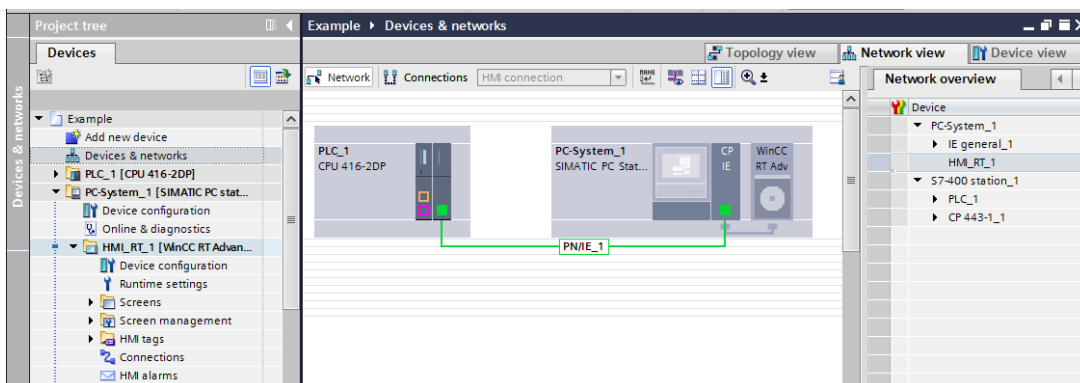 Project tree
Example Devices & networks
Devices
Topology view
Network view
Device view
Network
Connections
HMI connection
Network overview
Devices & networks
Example
Add new device
Devices & networks
PLC_1 [CPU 416-2DP]
PC-System_1 [SIMATIC PC stat...
Device configuration
Online & diagnostics
HMI_RT_1 [WinCC RT Advan...
Device configuration
Runtime settings
Screens
Screen management
HMI tags
Connections
HMI alarms
PLC_1
CPU 416-2DP
PC-System_1
SIMATIC PC Stat...
CP
IE
WinCC
RT Adv
PN/IE_1
Device
PC-System_1
IE general_1
HMI_RT_1
S7-400 station_1
PLC_1
CP 443-1_1